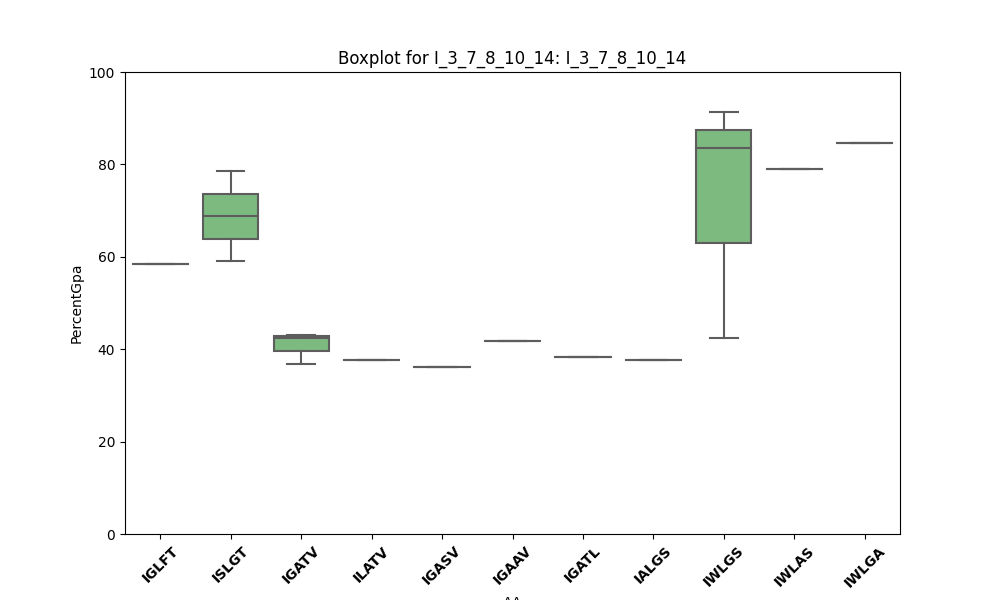 Boxplot for I_3_7_8_10_14: I_3_7_8_10_14
PercentGpa
100
80
60
40
20
0
IGLFT
ISLGT
IGATV
ILATV
IGASV
IGAAV
IGATL
IALGS
IWLGS
IWLAS
IWLGA